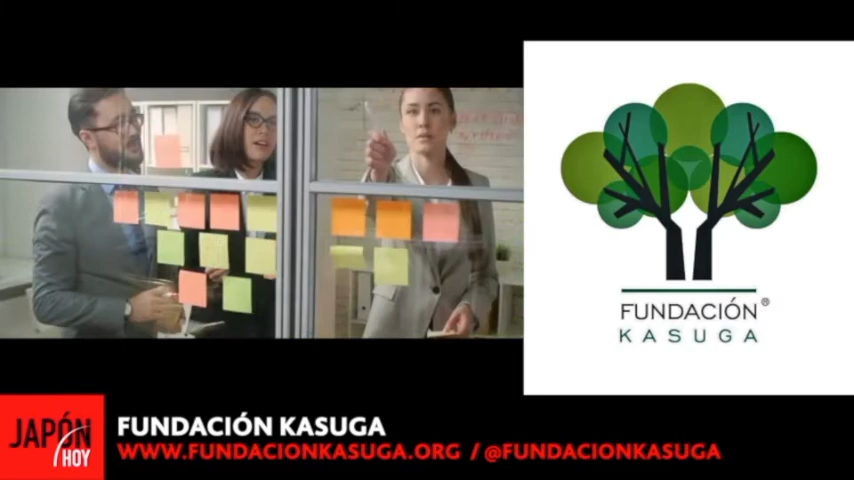 FUNDACIÓN®
KASUGA
JAPÓN
HOY
FUNDACIÓN KASUGA
WWW.FUNDACIONKASUGA.ORG / @FUNDACIONKASUGA